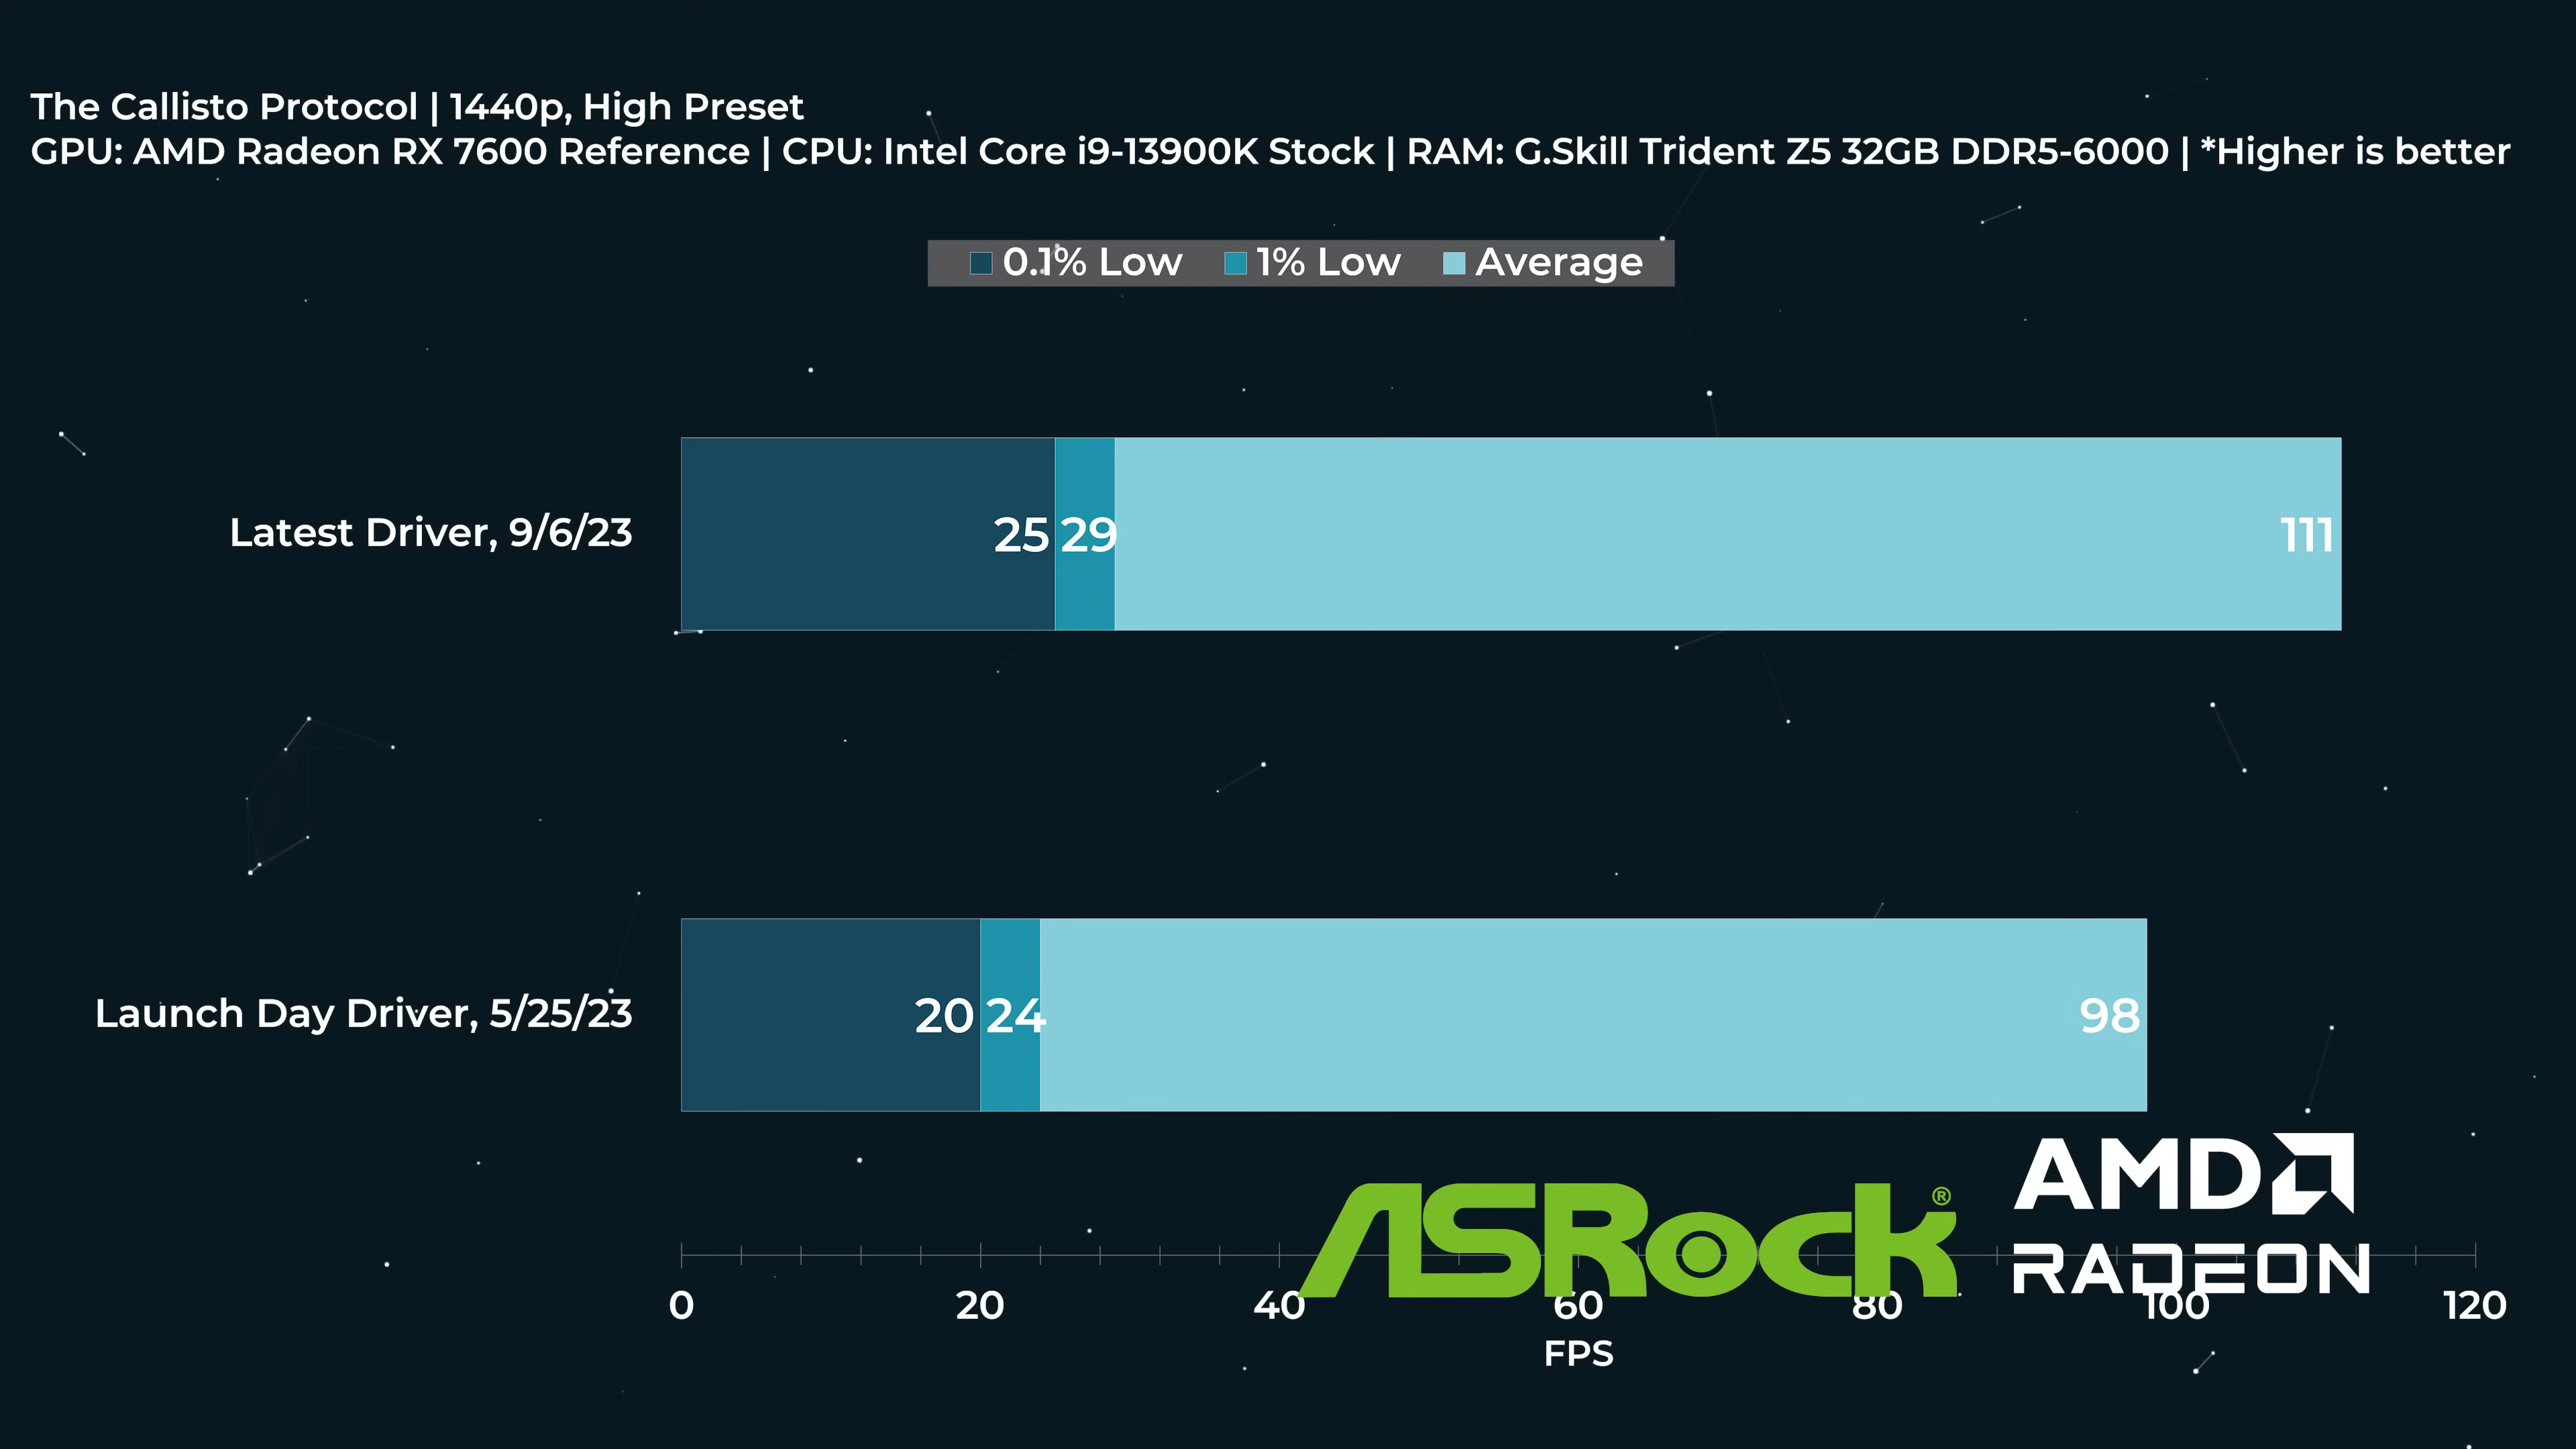 The Callisto Protocol | 1440p, High Preset
GPU: AMD Radeon RX 7600 Reference | CPU: Intel Core i9-13900K Stock | RAM: G.Skill Trident Z5 32GB DDR5-6000 | *Higher is better
0.1% Low 1% Low Average
Latest Driver, 9/6/23 25 29 111
Launch Day Driver, 5/25/23 20 24 98
AMD
ASRock®
RADEON
0 20 40 60 80 100 120
FPS